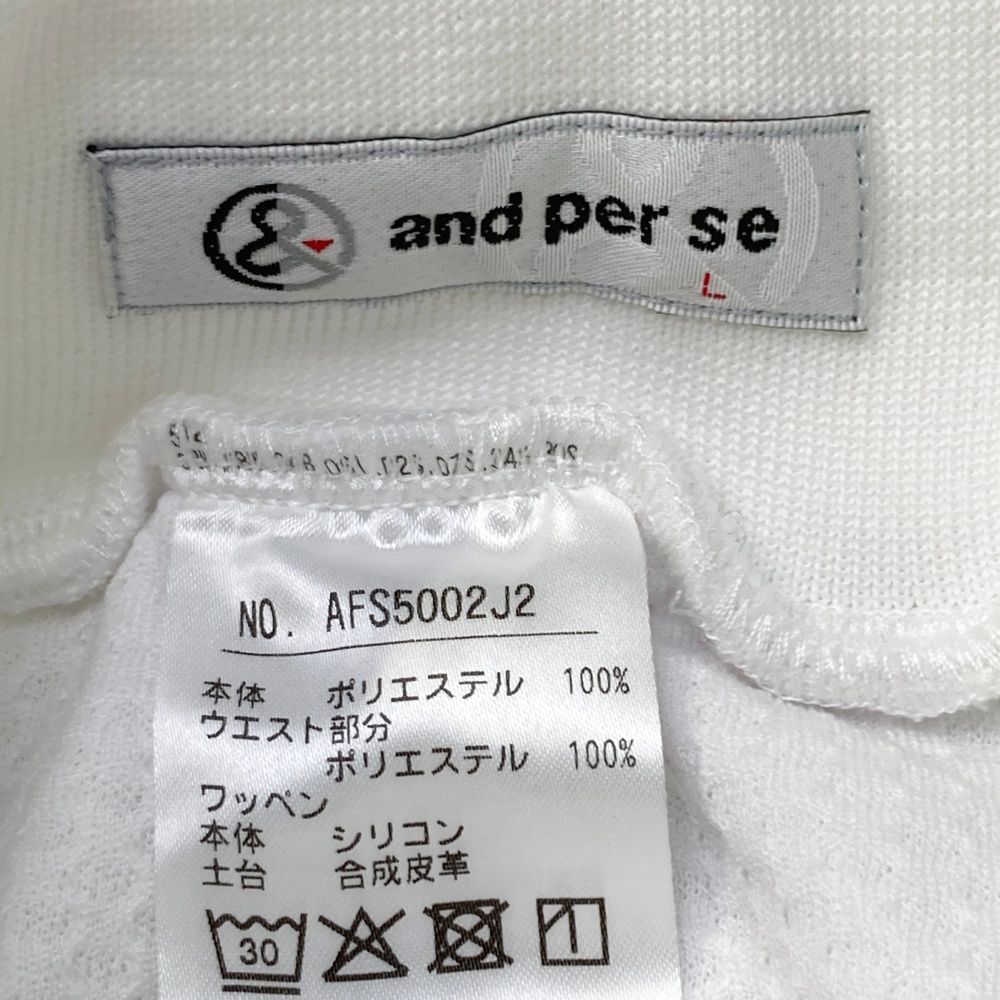 & and per se
L
NO. AFS5002J2
本体 ポリエステル 100%
ウエスト部分
ポリエステル 100%
ワッペン
本体 シリコン
土台 合成皮革
30